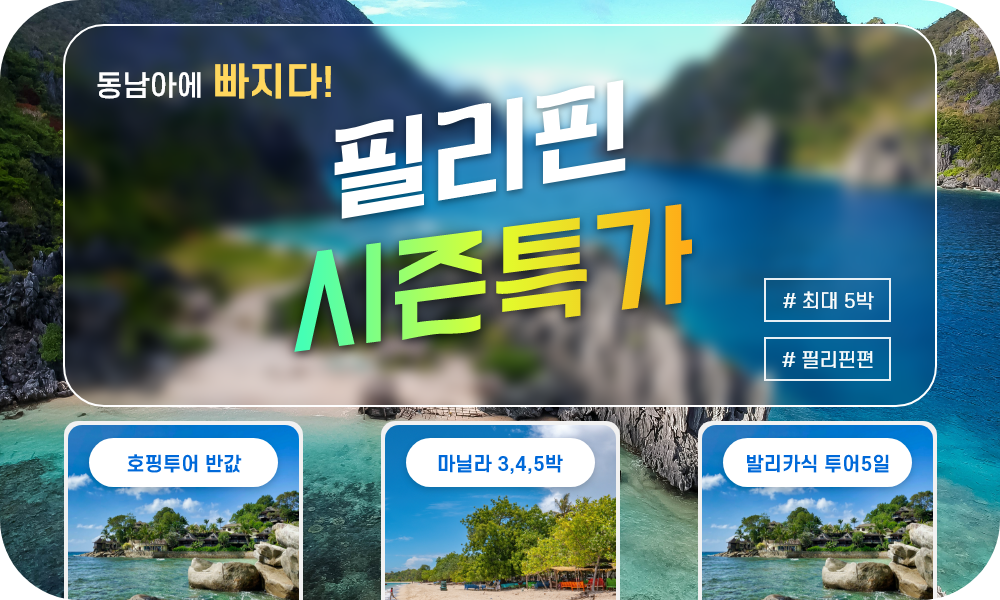 동남아에 빠지다!
필리핀
시즌특가
# 최대 5박
# 필리핀편
호핑투어 반값
마닐라 3,4,5박
발리카식 투어5일